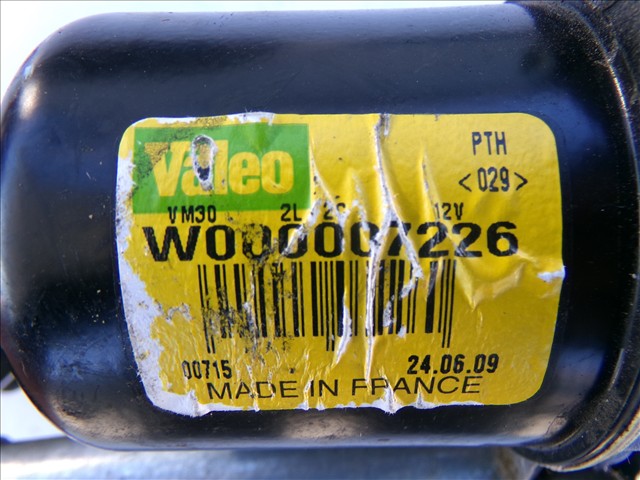 Valeo
PTH
<029>
VM30 2L 12V
W000007226
00715 24.06.09
MADE IN FRANCE